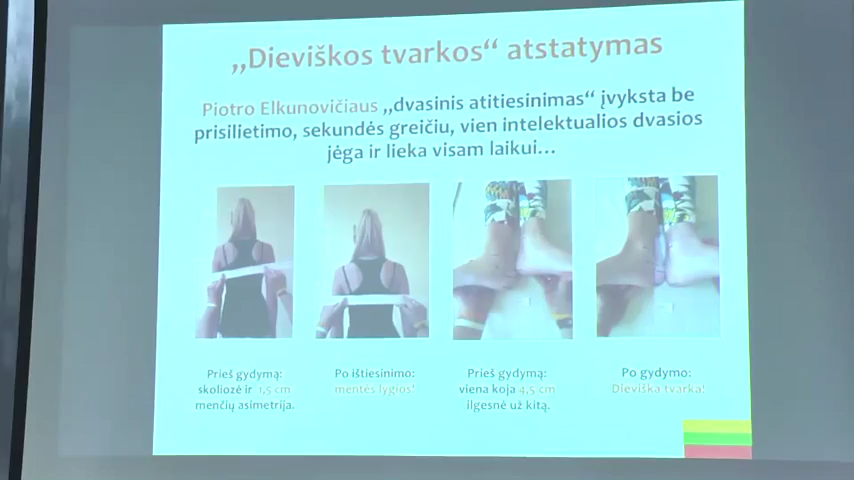 „Dieviškos tvarkos“ atstatymas
Piotro Elkunovičiaus „dvasinis atitiesinimas“ įvyksta be
prisilietimo, sekundės greičiu, vien intelektualios dvasios
jėga ir lieka visam laikui...
Prieš gydymą:
skoliozė ir 1,5 cm
menčių asimetrija.
Po ištiesinimo:
mentės lygios!
Prieš gydymą:
viena koja 4,5 cm
ilgesnė už kitą.
Po gydymo:
Dieviška tvarka!